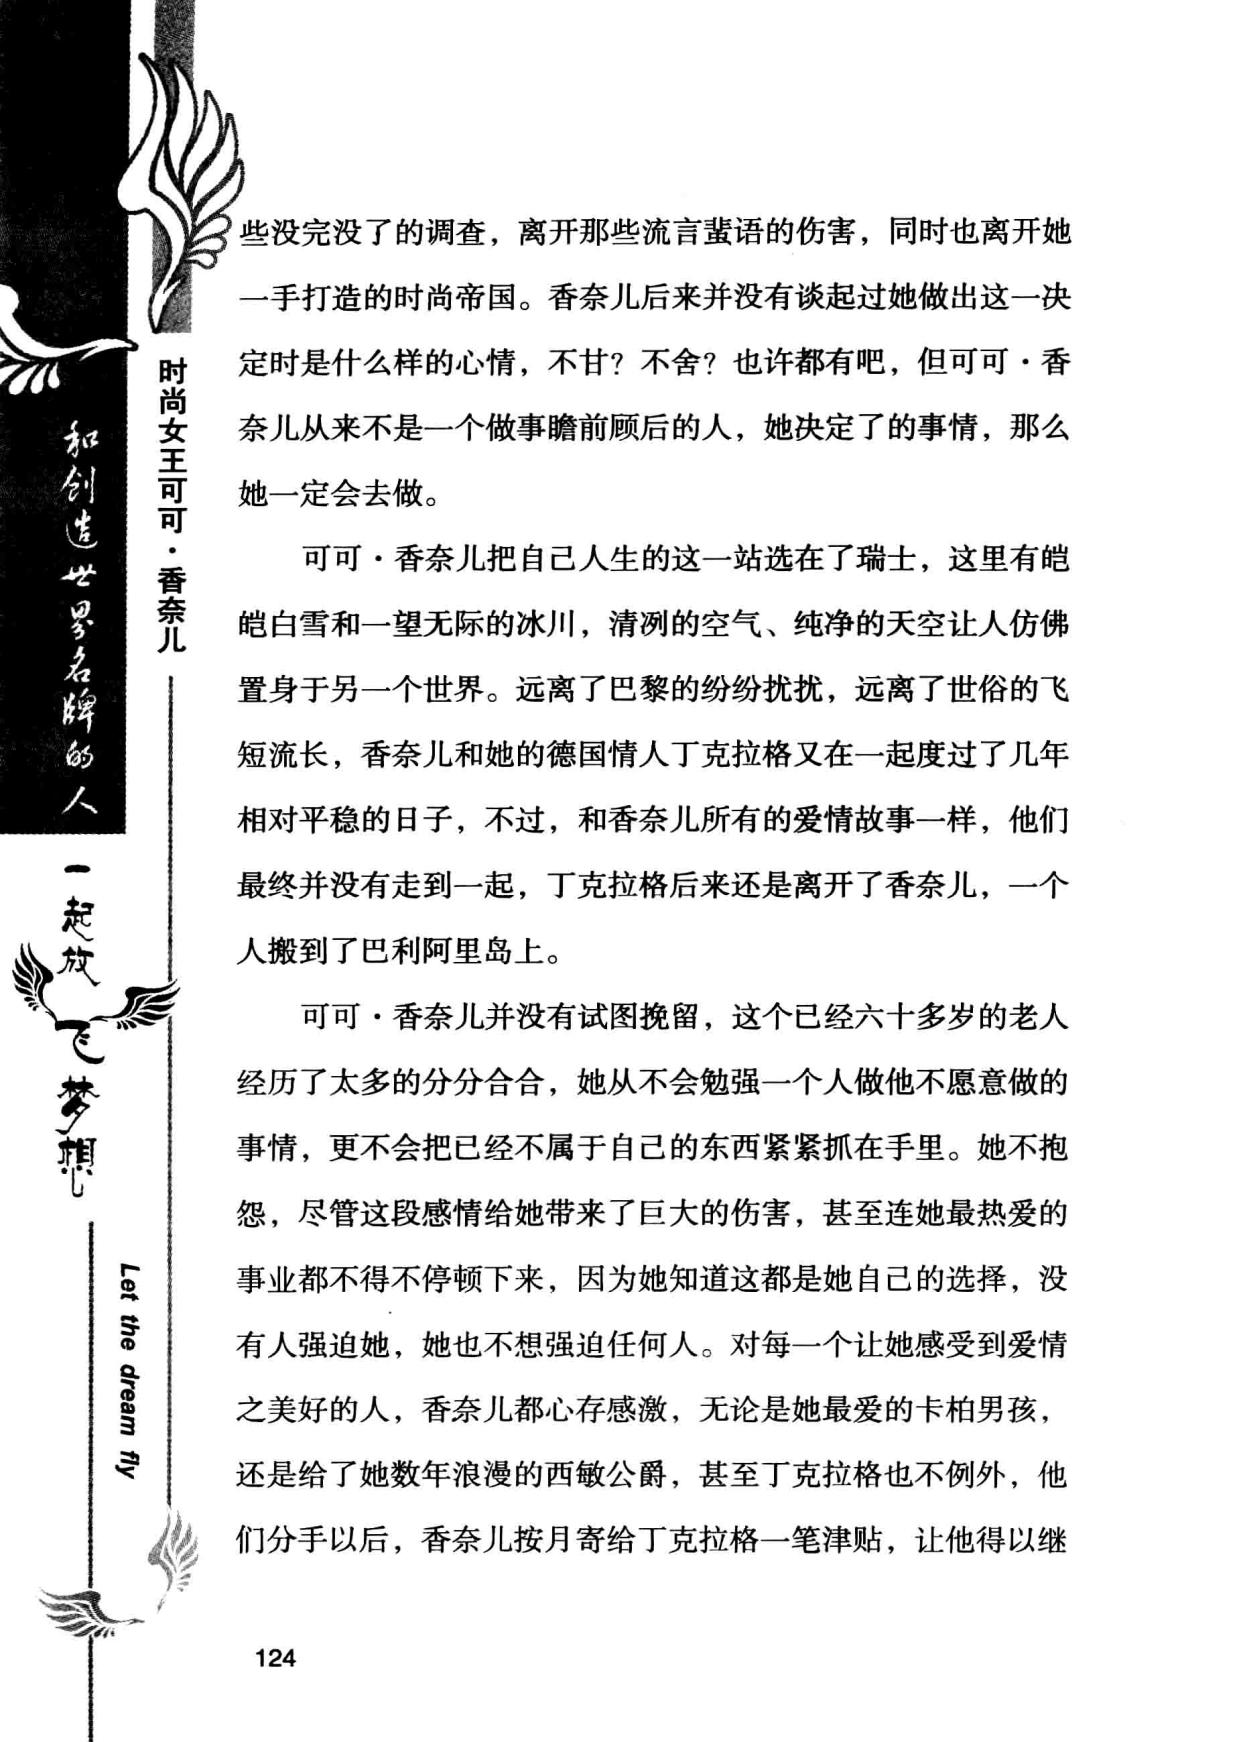 和创造世界名牌的人
一起放飞梦想
Let the dream fly
时尚女王可可·香奈儿
些没完没了的调查，离开那些流言蜚语的伤害，同时也离开她
一手打造的时尚帝国。香奈儿后来并没有谈起过她做出这一决
定时是什么样的心情，不甘？不舍？也许都有吧，但可可·香
奈儿从来不是一个做事瞻前顾后的人，她决定了的事情，那么
她一定会去做。
可可·香奈儿把自己人生的这一站选在了瑞士，这里有皑
皑白雪和一望无际的冰川，清冽的空气、纯净的天空让人仿佛
置身于另一个世界。远离了巴黎的纷纷扰扰，远离了世俗的飞
短流长，香奈儿和她的德国情人丁克拉格又在一起度过了几年
相对平稳的日子，不过，和香奈儿所有的爱情故事一样，他们
最终并没有走到一起，丁克拉格后来还是离开了香奈儿，一个
人搬到了巴利阿里岛上。
可可·香奈儿并没有试图挽留，这个已经六十多岁的老人
经历了太多的分分合合，她从不会勉强一个人做他不愿意做的
事情，更不会把已经不属于自己的东西紧紧抓在手里。她不抱
怨，尽管这段感情给她带来了巨大的伤害，甚至连她最热爱的
事业都不得不停顿下来，因为她知道这都是她自己的选择，没
有人强迫她，她也不想强迫任何人。对每一个让她感受到爱情
之美好的人，香奈儿都心存感激，无论是她最爱的卡柏男孩，
还是给了她数年浪漫的西敏公爵，甚至丁克拉格也不例外，他
们分手以后，香奈儿按月寄给丁克拉格一笔津贴，让他得以继
124